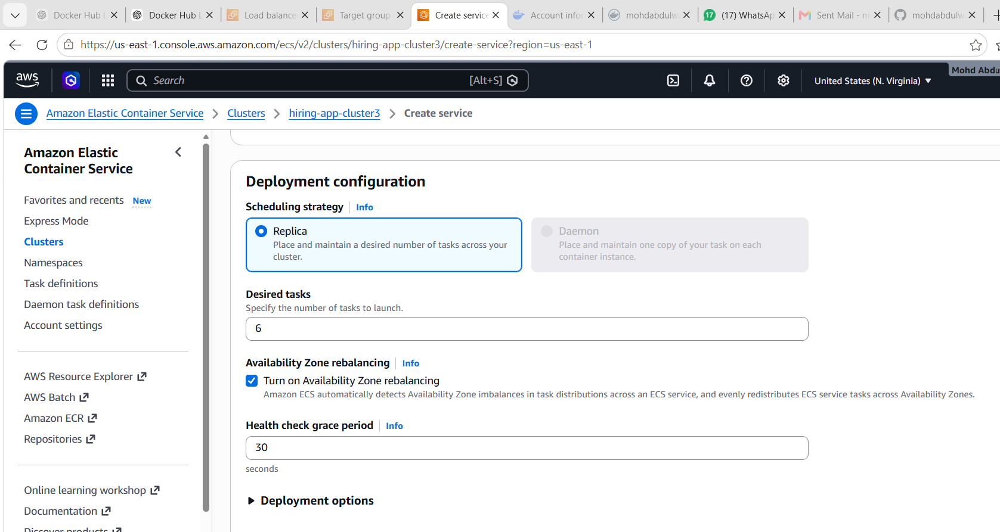 Docker Hub L
Docker Hub L
Load balancer
Target group
Create service
Account infor
mohdabdulw
17 (17) WhatsAp
Sent Mail - m
mohdabdulw
https://us-east-1.console.aws.amazon.com/ecs/v2/clusters/hiring-app-cluster3/create-service?region=us-east-1
aws
Search
[Alt+S]
United States (N. Virginia)
Mohd Abdu
Amazon Elastic Container Service
Clusters
hiring-app-cluster3
Create service
Amazon Elastic
Container Service
Favorites and recents New
Express Mode
Clusters
Namespaces
Task definitions
Daemon task definitions
Account settings
AWS Resource Explorer
AWS Batch
Amazon ECR
Repositories
Online learning workshop
Documentation
Discover products
Deployment configuration
Scheduling strategy Info
Replica
Place and maintain a desired number of tasks across your
cluster.
Daemon
Place and maintain one copy of your task on each
container instance.
Desired tasks
Specify the number of tasks to launch.
6
Availability Zone rebalancing Info
Turn on Availability Zone rebalancing
Amazon ECS automatically detects Availability Zone imbalances in task distributions across an ECS service, and evenly redistributes ECS service tasks across Availability Zones.
Health check grace period Info
30
seconds
Deployment options